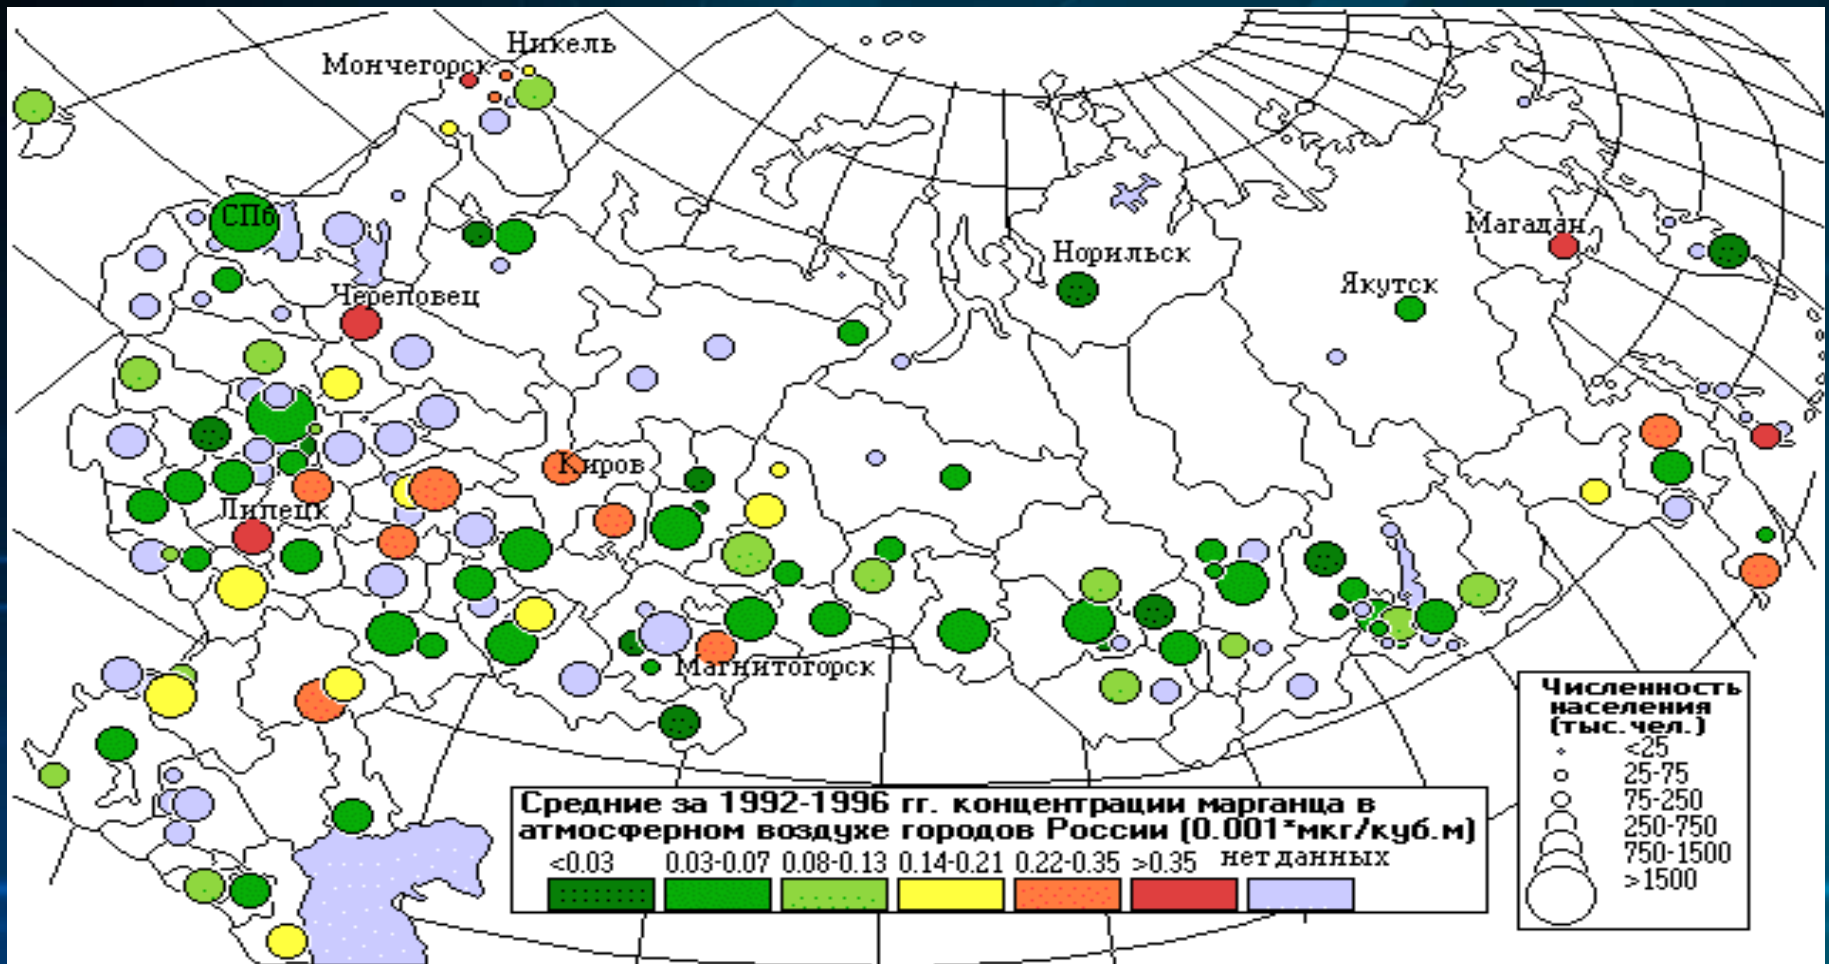 Никель
Мончегорск
СПб
Магадан
Норильск
Якутск
Череповец
Киров
Липецк
Магнитогорск
Численность
населения
(тыс.чел.)
<25
25-75
75-250
250-750
750-1500
>1500
Средние за 1992-1996 гг. концентрации марганца в
атмосферном воздухе городов России (0.001*мкг/куб.м)
<0.03 0.03-0.07 0.08-0.13 0.14-0.21 0.22-0.35 >0.35 нет данных